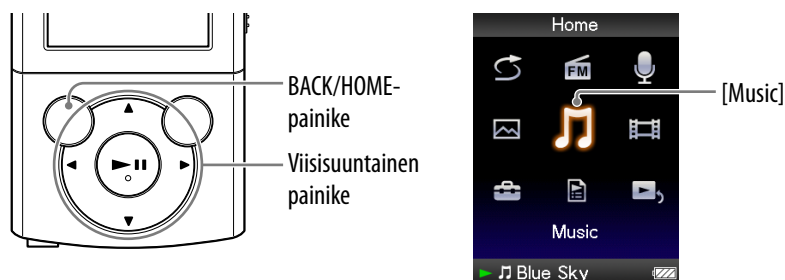 BACK/HOME-
painike
Viisisuuntainen
painike
Home
FM
[Music]
Music
Blue Sky